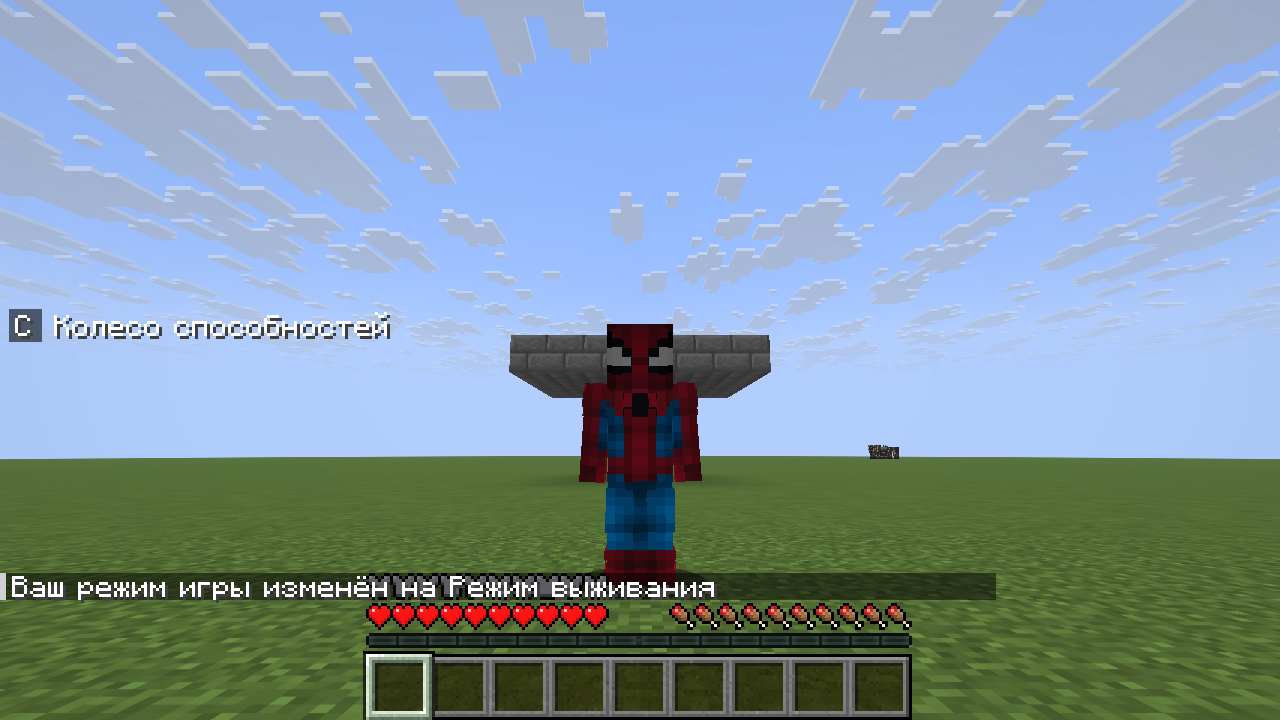 C Колесо способностей
Ваш режим игры изменён на Режим выживания